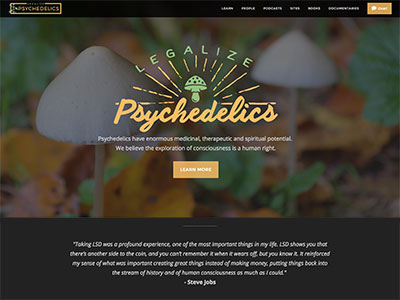 LEGALIZE
PSYCHEDELICS
LEARN PEOPLE PODCASTS SITES BOOKS DOCUMENTARIES
LEGALIZE
Psychedelics
Psychedelics have enormous medicinal, therapeutic and spiritual potential.
We believe the exploration of consciousness is a human right.
LEARN MORE
"Taking LSD was a profound experience, one of the most important things in my life. LSD shows you that
there's another side to the coin, and you can't remember it when it wears off, but you know it. It reinforced
my sense of what was important creating great things instead of making money, putting things back into
the stream of history and of human consciousness as much as I could."
- Steve Jobs